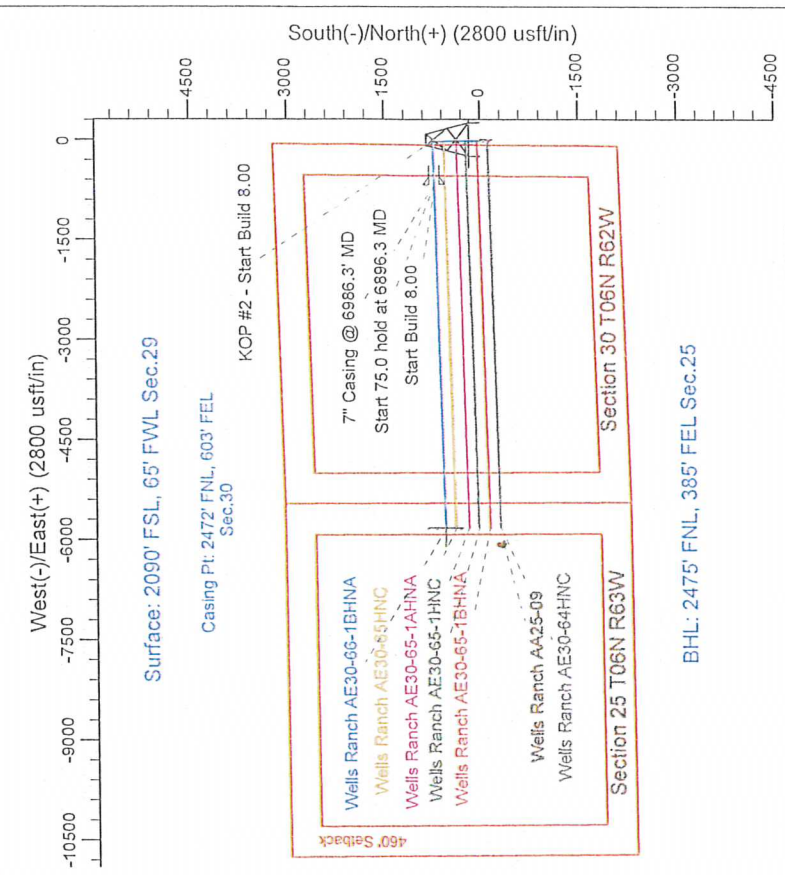 South(-)/North(+) (2800 usft/in)
4500
3000
1500
0
-1500
-3000
-4500
West(-)/East(+) (2800 usft/in)
0
-1500
-3000
-4500
-6000
-7500
-9000
-10500
Surface: 2090' FSL, 65' FWL Sec.29
Casing Pt: 2472' FNL, 603' FEL
Sec.30
KOP #2 - Start Build 8.00
7" Casing @ 6986.3' MD
Start 75.0 hold at 6896.3 MD
Start Build 8.00
Section 30 T06N R62W
BHL: 2475' FNL, 385' FEL Sec.25
Wells Ranch AE30-66-1BHNA
Wells Ranch AE30-65HNC
Wells Ranch AE30-65-1AHNA
Wells Ranch AE30-65-1HNC
Wells Ranch AE30-65-1BHNA
Wells Ranch AA25-09
Wells Ranch AE30-64HNC
Section 25 T06N R63W
460' Setback